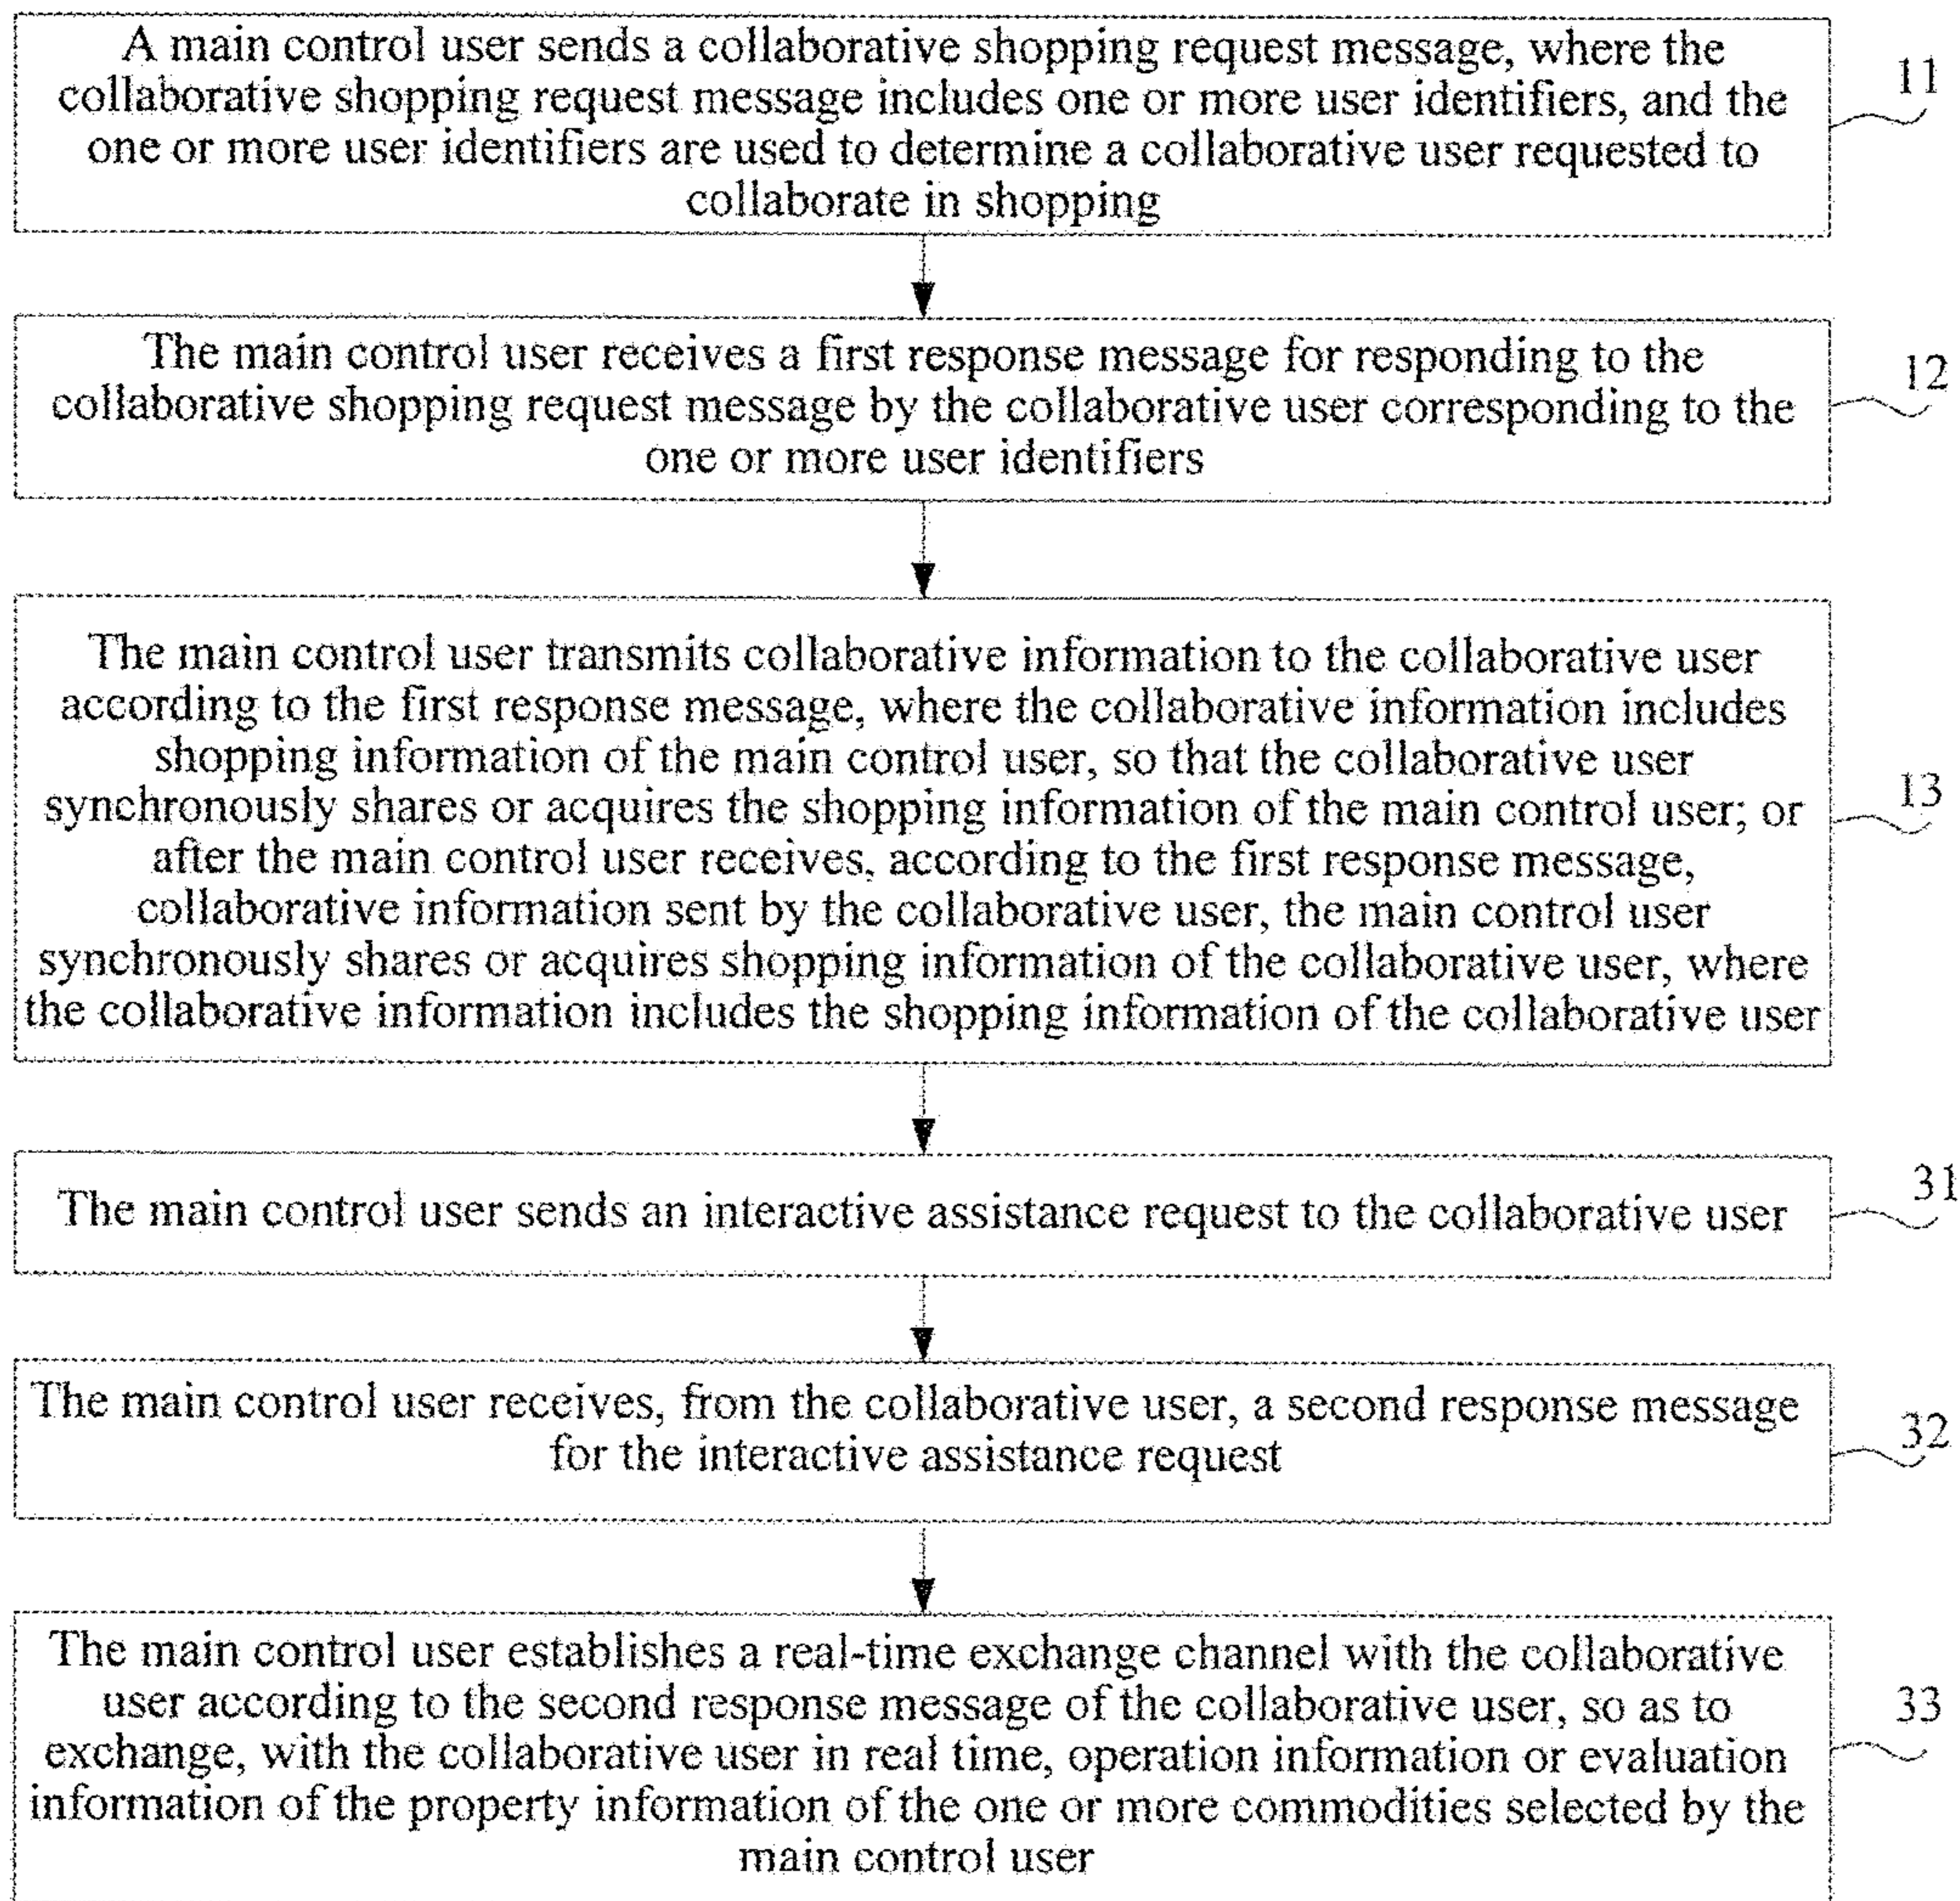 A main control user sends a collaborative shopping request message, where the
collaborative shopping request message includes one or more user identifiers, and the
one or more user identifiers are used to determine a collaborative user requested to
collaborate in shopping
11
The main control user receives a first response message for responding to the
collaborative shopping request message by the collaborative user corresponding to the
one or more user identifiers
12
The main control user transmits collaborative information to the collaborative user
according to the first response message, where the collaborative information includes
shopping information of the main control user, so that the collaborative user
synchronously shares or acquires the shopping information of the main control user; or
after the main control user receives, according to the first response message,
collaborative information sent by the collaborative user, the main control user
synchronously shares or acquires shopping information of the collaborative user, where
the collaborative information includes the shopping information of the collaborative user
13
The main control user sends an interactive assistance request to the collaborative user
31
The main control user receives, from the collaborative user, a second response message
for the interactive assistance request
32
The main control user establishes a real-time exchange channel with the collaborative
user according to the second response message of the collaborative user, so as to
exchange, with the collaborative user in real time, operation information or evaluation
information of the property information of the one or more commodities selected by the
main control user
33